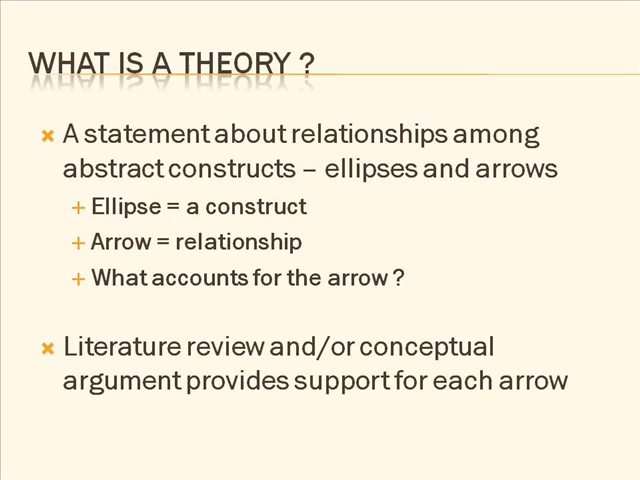 WHAT IS A THEORY ?
A statement about relationships among
abstract constructs – ellipses and arrows
Ellipse = a construct
Arrow = relationship
What accounts for the arrow ?
Literature review and/or conceptual
argument provides support for each arrow